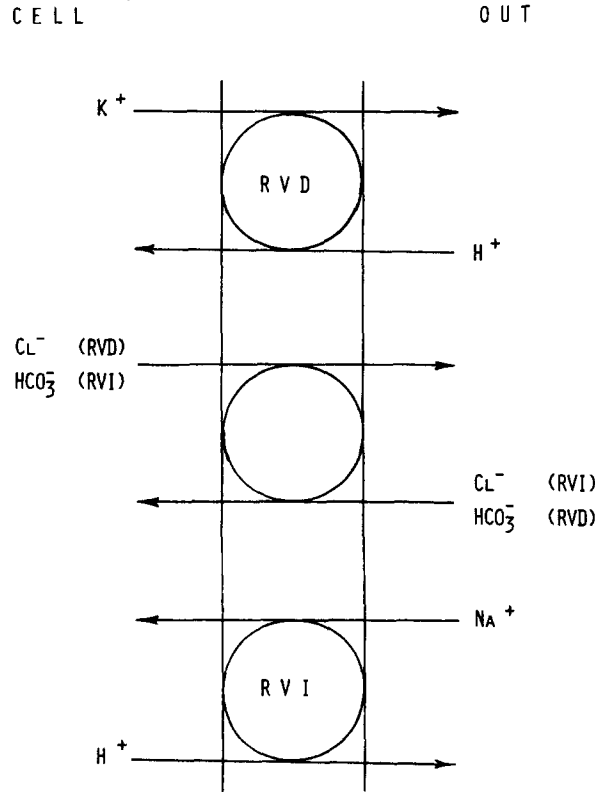 CELL OUT
K+
RVD
H+
CL- (RVD)
HCO3- (RVI)
CL- (RVI)
HCO3- (RVD)
NA+
RVI
H+